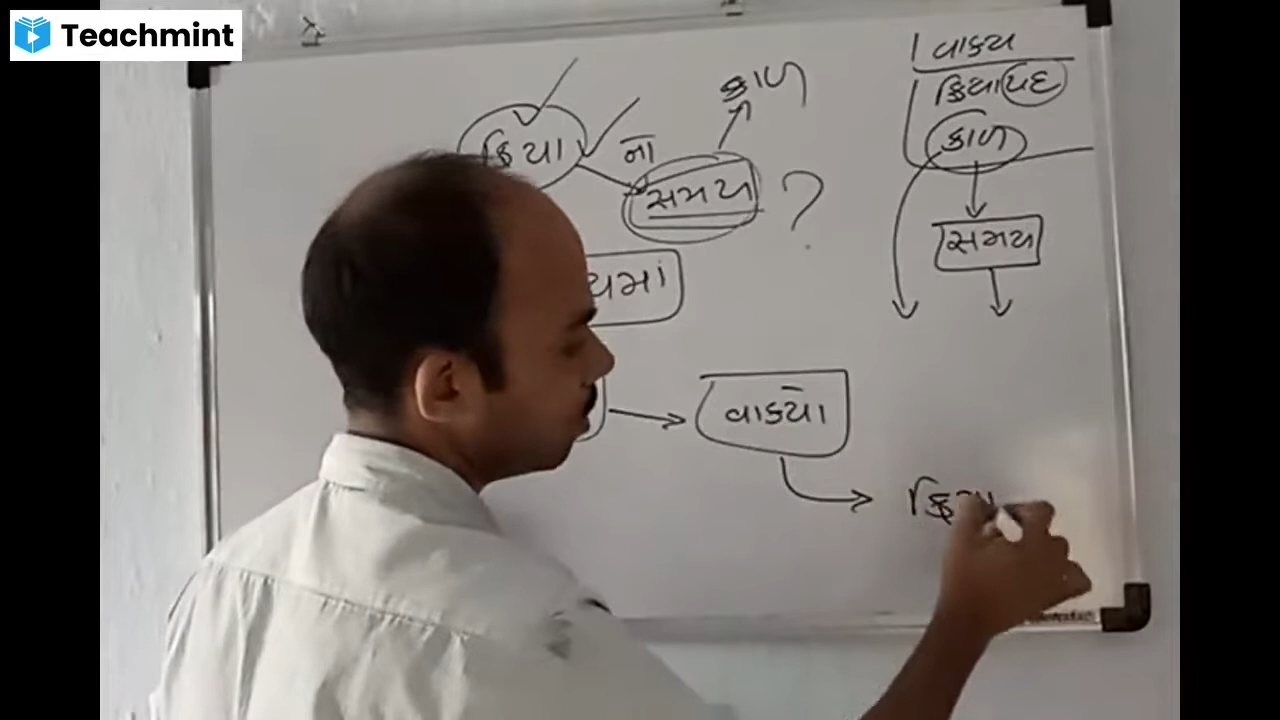 Teachmint
વાક્ય
ક્રિયાપદ
કાળ
કાળ
ક્રિયા ના
સમય ?
સમય
યમાં
વાક્યો
ક્રિયા